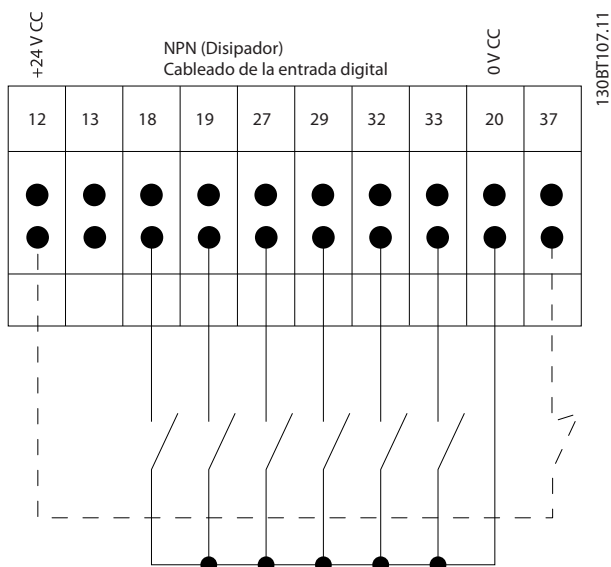 +24 V CC
NPN (Disipador)
Cableado de la entrada digital
0 V CC
130BT107.11
12 13 18 19 27 29 32 33 20 37